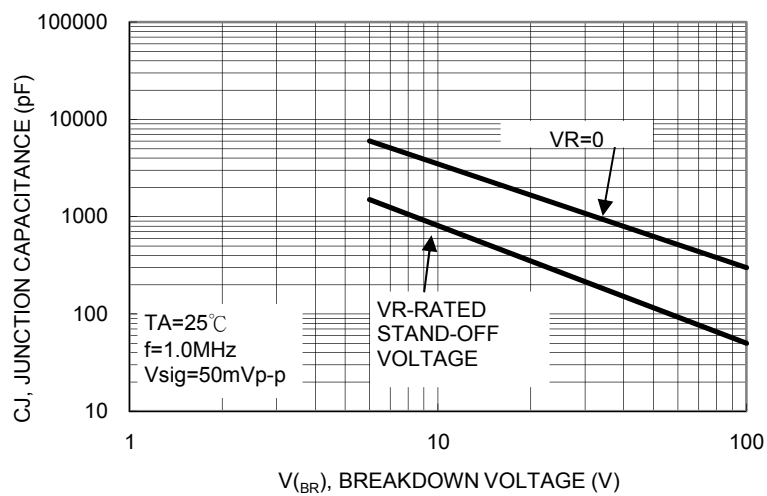 100000
10000
1000
100
10
CJ, JUNCTION CAPACITANCE (pF)
VR=0
VR-RATED
STAND-OFF
VOLTAGE
TA=25℃
f=1.0MHz
Vsig=50mVp-p
1
10
100
V(BR), BREAKDOWN VOLTAGE (V)